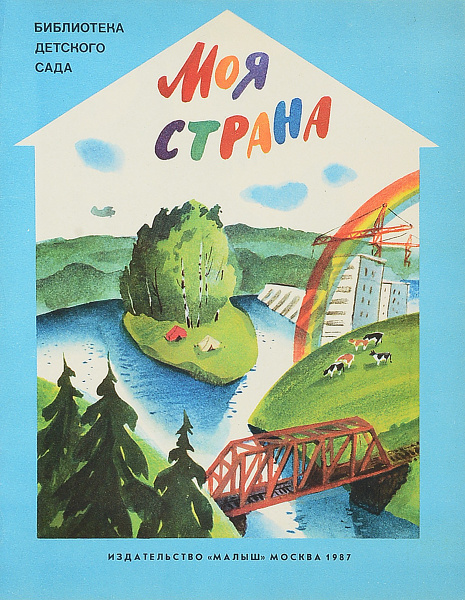 БИБЛИОТЕКА
ДЕТСКОГО
САДА
МОЯ
СТРАНА
ИЗДАТЕЛЬСТВО «МАЛЫШ» МОСКВА 1987